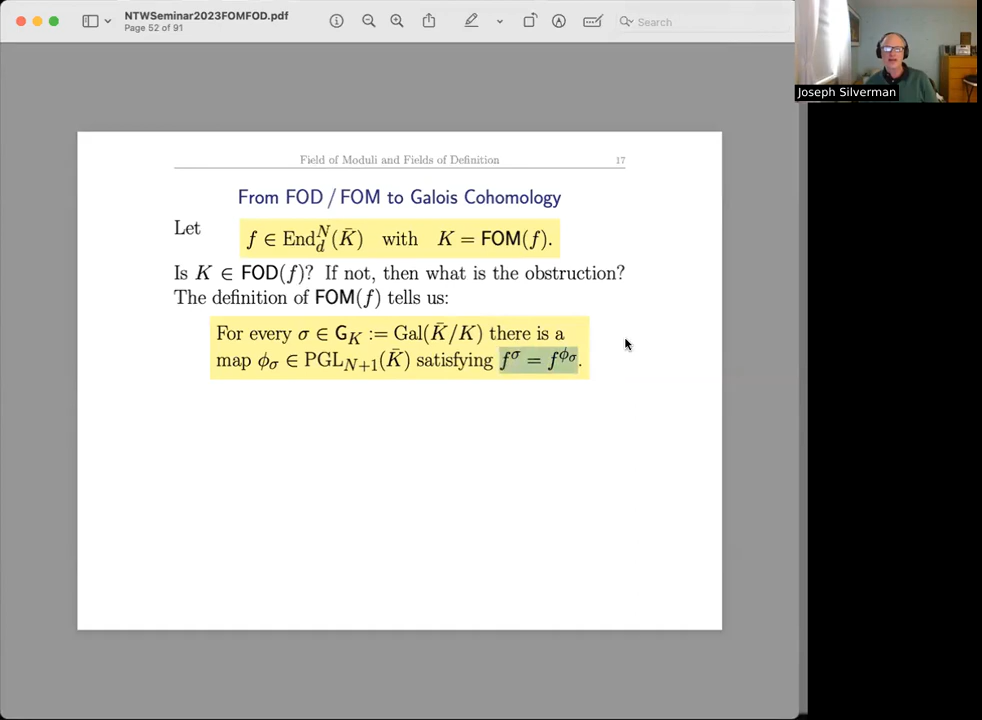 NTWSeminar2023FOMFOD.pdf
Page 52 of 91
Search
Joseph Silverman
Field of Moduli and Fields of Definition 17
From FOD / FOM to Galois Cohomology
Let
f ∈ End_d^N(K̄) with K = FOM(f).
Is K ∈ FOD(f)? If not, then what is the obstruction?
The definition of FOM(f) tells us:
For every σ ∈ G_K := Gal(K̄/K) there is a
map ϕ_σ ∈ PGL_{N+1}(K̄) satisfying f^σ = f^{ϕ_σ}.